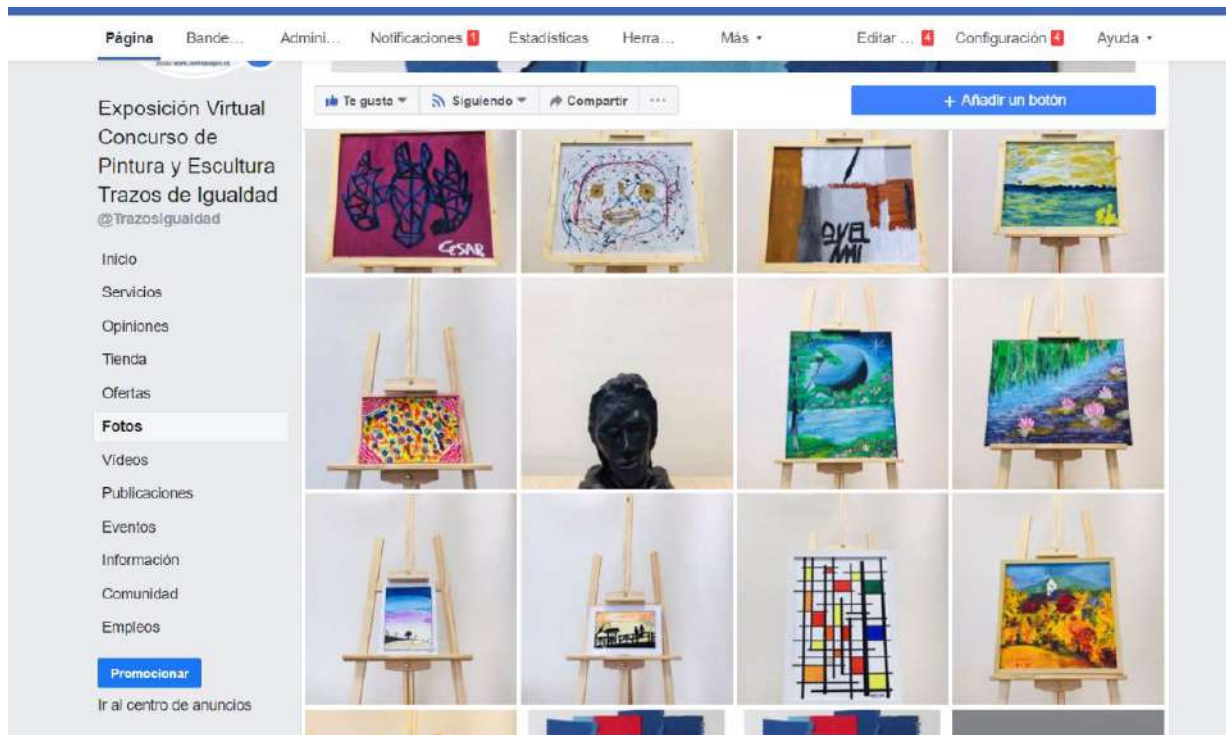 Página Bande... Admini... Notificaciones 1 Estadísticas Herra... Más Editar ... 4 Configuración 4 Ayuda
Te gusta Siguiendo Compartir ...
+ Añadir un botón
Exposición Virtual
Concurso de
Pintura y Escultura
Trazos de Igualdad
@TrazosIgualdad
Inicio
Servicios
Opiniones
Tienda
Ofertas
Fotos
Vídeos
Publicaciones
Eventos
Información
Comunidad
Empleos
Promocionar
Ir al centro de anuncios
CESAR